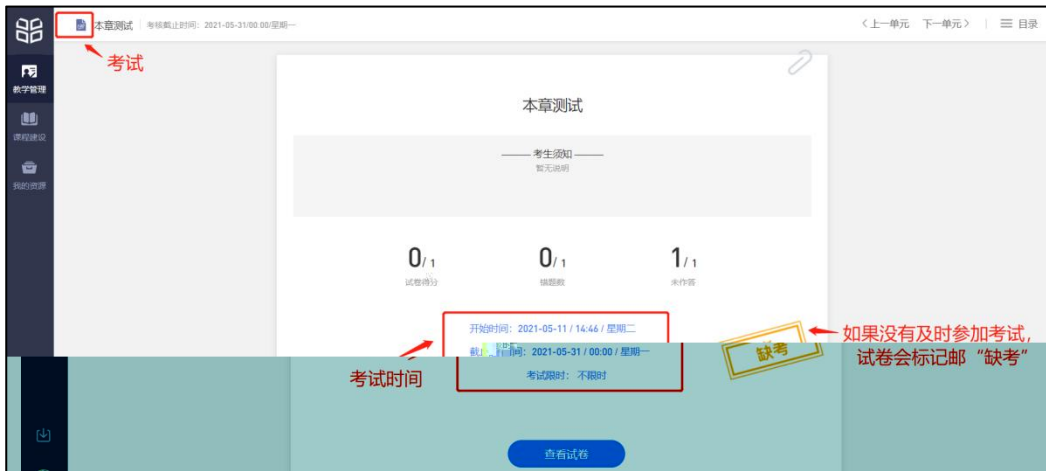 本章测试 考核截止时间: 2021-05-31/00:00/星期一
<上一单元 下一单元> 目录
考试
教学管理
课程建设
我的资源
本章测试
考生须知
暂无说明
0/1 0/1 1/1
试卷得分 错题数 未作答
开始时间: 2021-05-11 / 14:46 / 星期二
时间: 2021-05-31 / 00:00 / 星期一
考试限时: 不限时
考试时间
缺考
如果没有及时参加考试,
试卷会标记邮“缺考”
查看试卷